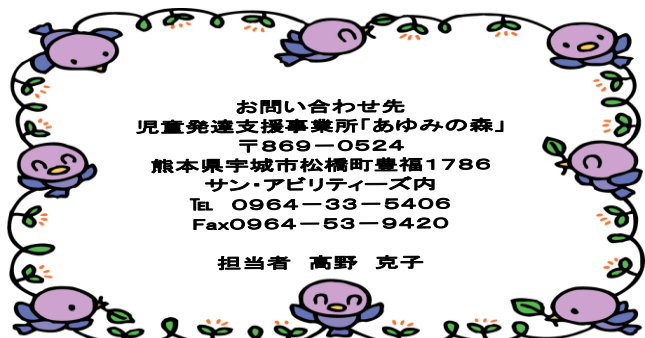 お問い合わせ先
児童発達支援事業所「あゆみの森」
〒869－0524
熊本県宇城市松橋町豊福1786
サン・アビリティーズ内
℡　0964－33－5406
Fax0964－53－9420
担当者　高野　克子